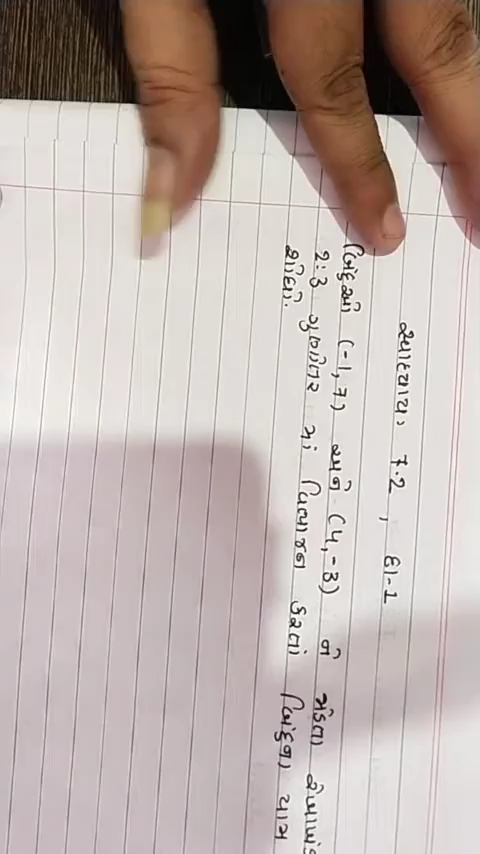 સ્વાધ્યાય 7.2, દા-1
બિંદુઓ (-1,7) અને (4,-3) ને જોડતા
2:3 ગુણોત્તર માં વિભાજન કરતાં બિંદુના યામ
શોધો.